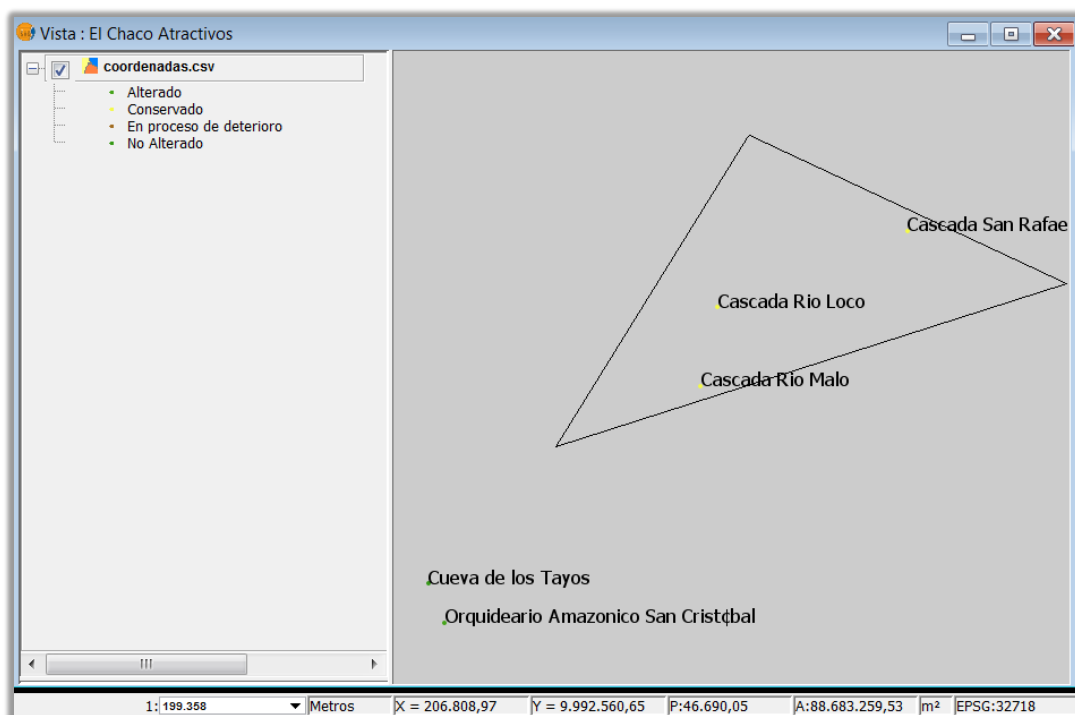 Vista : El Chaco Atractivos
coordenadas.csv
Alterado
Conservado
En proceso de deterioro
No Alterado
Cascada San Rafae
Cascada Rio Loco
Cascada Rio Malo
Cueva de los Tayos
Orquideario Amazonico San Crist¢bal
1: 199.358 Metros X = 206.808,97 Y = 9.992.560,65 P:46.690,05 A:88.683.259,53 m² EPSG:32718